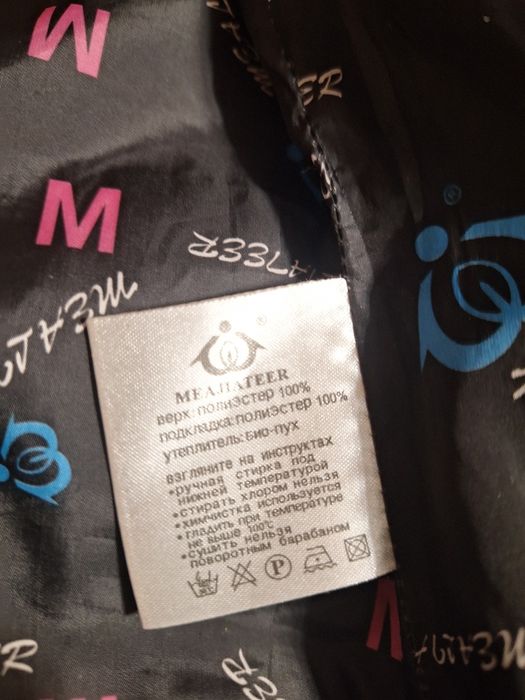 M
M
MEAJIATEER
верх:полиэстер 100%
подкладка:полиэстер 100%
утеплитель:био-пух
взгляните на инструктах
•ручная стирка под
нижней температурой
•стирать хлором нельзя
•химчистка используется
•гладить при температуре
не выше 100℃
•сушить нельзя
поворотным барабаном
P